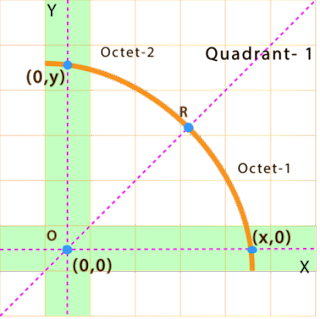 Y
Octet-2
Quadrant- 1
(0,y)
R
Octet-1
O
(x,0)
(0,0)
X